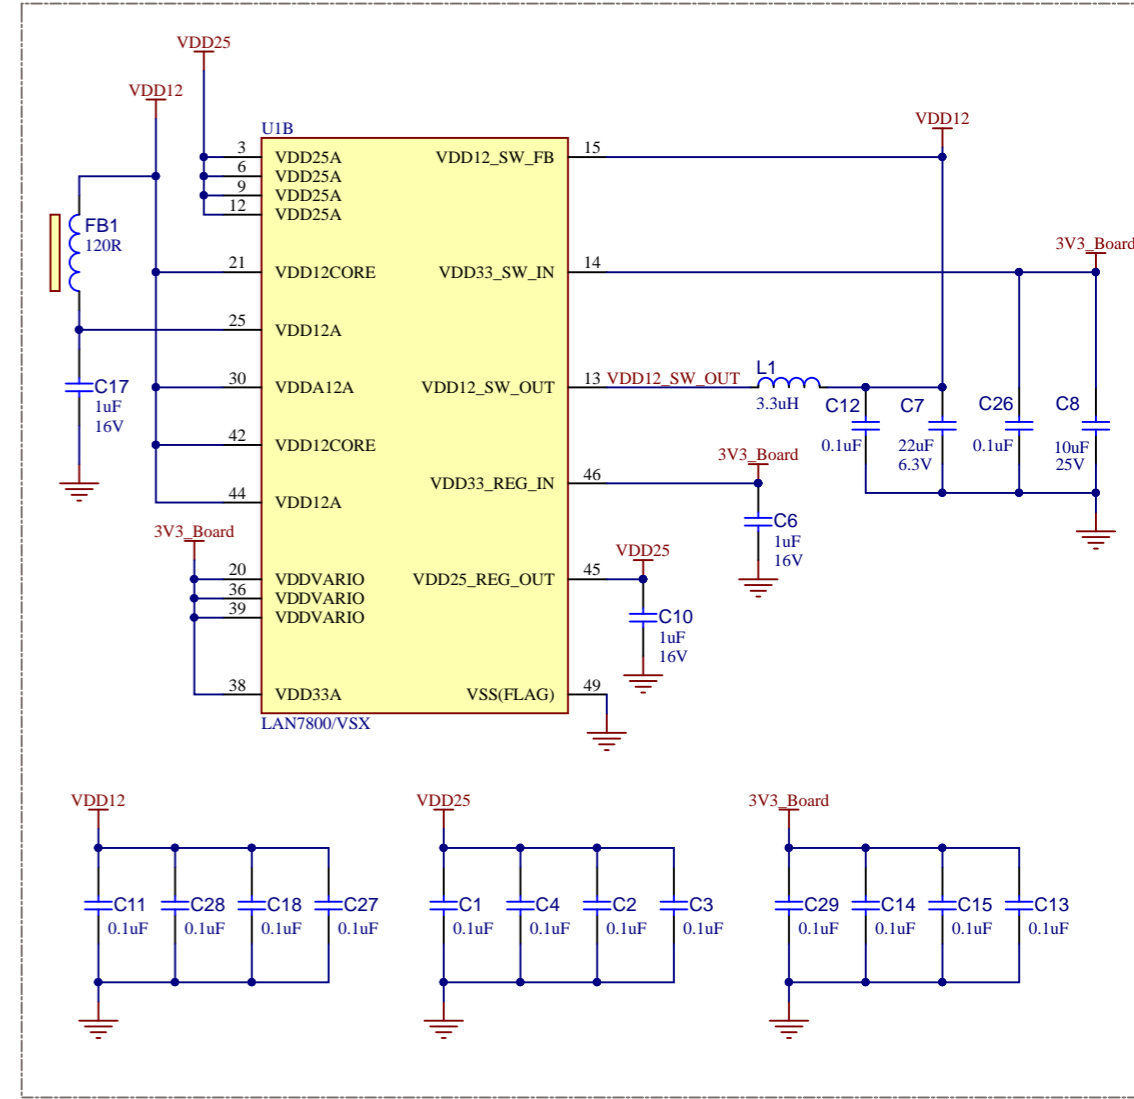 VDD25
VDD12
U1B
VDD12
3 VDD25A
6 VDD25A
9 VDD25A
12 VDD25A
VDD12_SW_FB 15
FB1
120R
3V3_Board
21 VDD12CORE
VDD33_SW_IN 14
25 VDD12A
C17
1uF
16V
30 VDDA12A
VDD12_SW_OUT 13 VDD12_SW_OUT
L1
3.3uH
C12
0.1uF
C7
22uF
6.3V
C26
0.1uF
C8
10uF
25V
42 VDD12CORE
3V3_Board
VDD33_REG_IN 46
44 VDD12A
C6
1uF
16V
3V3_Board
VDD25
20 VDDVARIO
36 VDDVARIO
39 VDDVARIO
VDD25_REG_OUT 45
C10
1uF
16V
38 VDD33A
VSS(FLAG) 49
LAN7800/VSX
VDD12
C11
0.1uF
C28
0.1uF
C18
0.1uF
C27
0.1uF
VDD25
C1
0.1uF
C4
0.1uF
C2
0.1uF
C3
0.1uF
3V3_Board
C29
0.1uF
C14
0.1uF
C15
0.1uF
C13
0.1uF